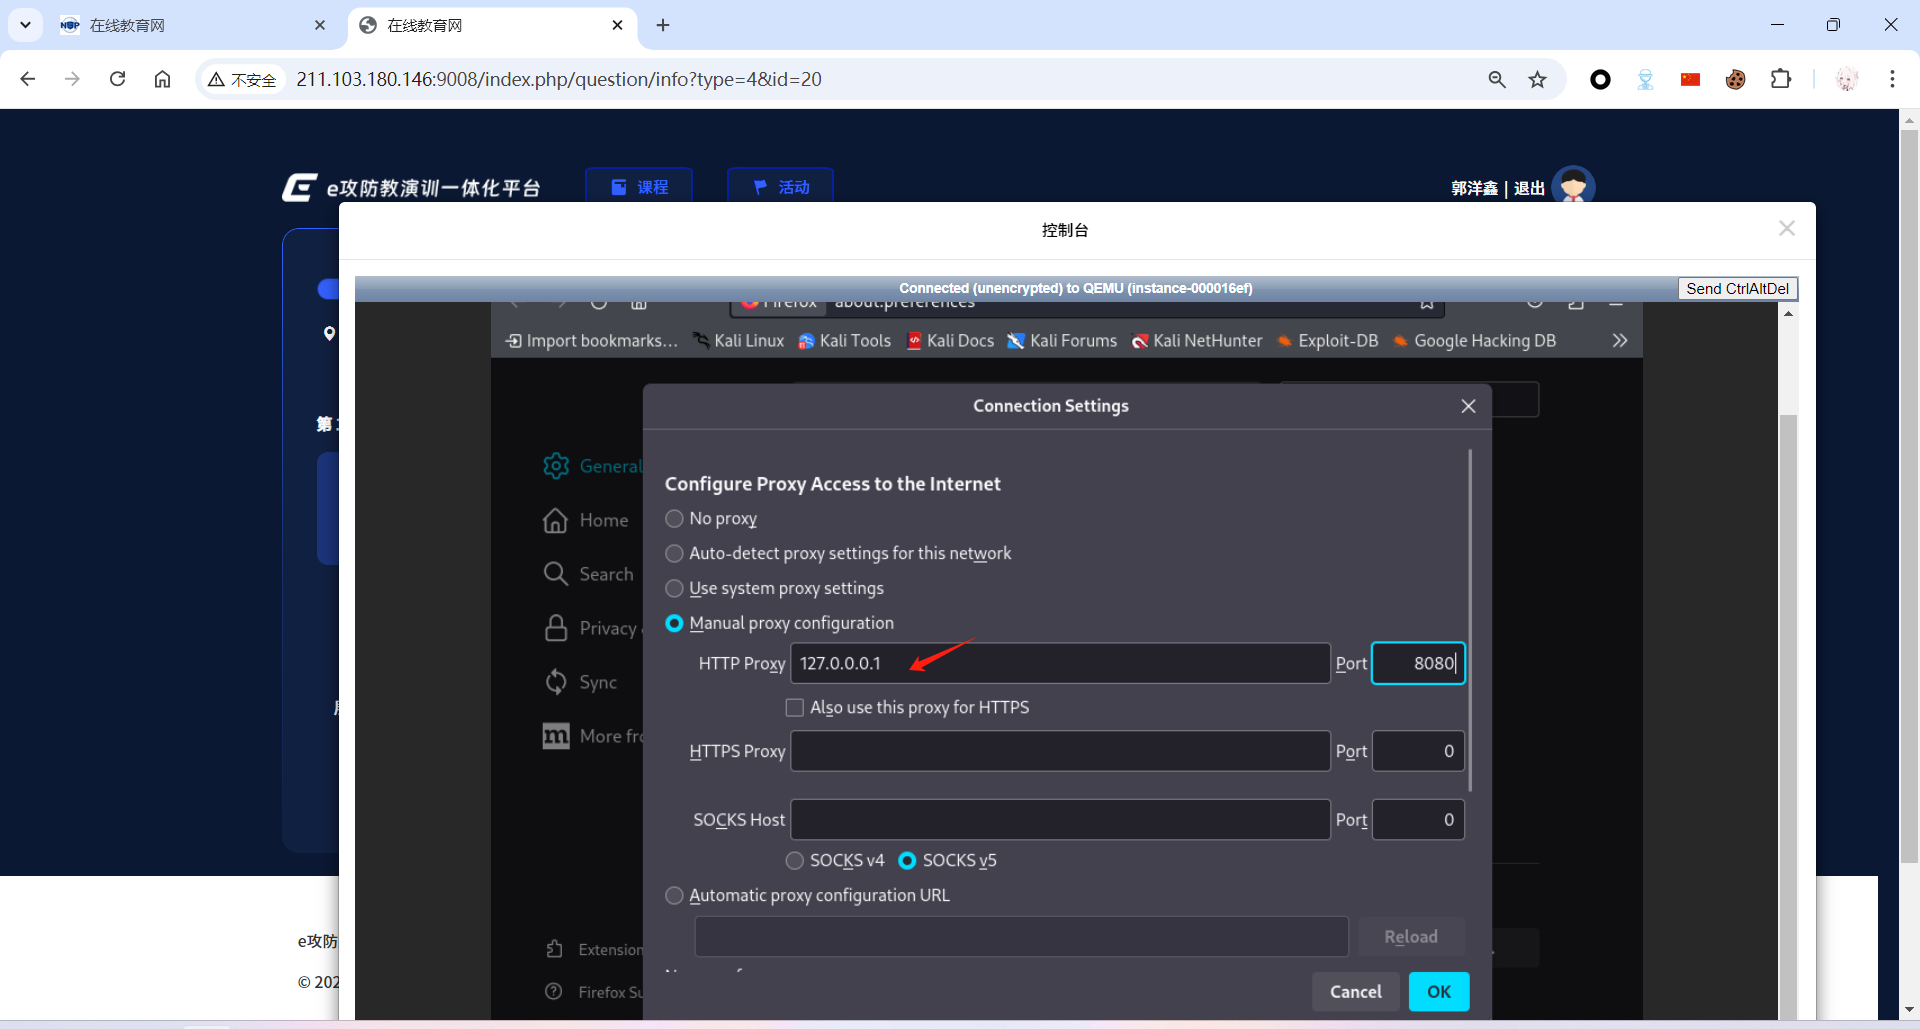 在线教育网
在线教育网
不安全
211.103.180.146:9008/index.php/question/info?type=4&id=20
e攻防教演训一体化平台
课程
活动
郭洋鑫 | 退出
控制台
Connected (unencrypted) to QEMU (instance-000016ef)
Send CtrlAltDel
Firefox
about:preferences
Import bookmarks...
Kali Linux
Kali Tools
Kali Docs
Kali Forums
Kali NetHunter
Exploit-DB
Google Hacking DB
第
Connection Settings
General
Home
Search
Privacy
Sync
More fro
Extension
Firefox Su
Configure Proxy Access to the Internet
No proxy
Auto-detect proxy settings for this network
Use system proxy settings
Manual proxy configuration
HTTP Proxy
127.0.0.0.1
Port
8080
Also use this proxy for HTTPS
HTTPS Proxy
Port
0
SOCKS Host
Port
0
SOCKS v4
SOCKS v5
Automatic proxy configuration URL
Reload
Cancel
OK
e攻防
© 202